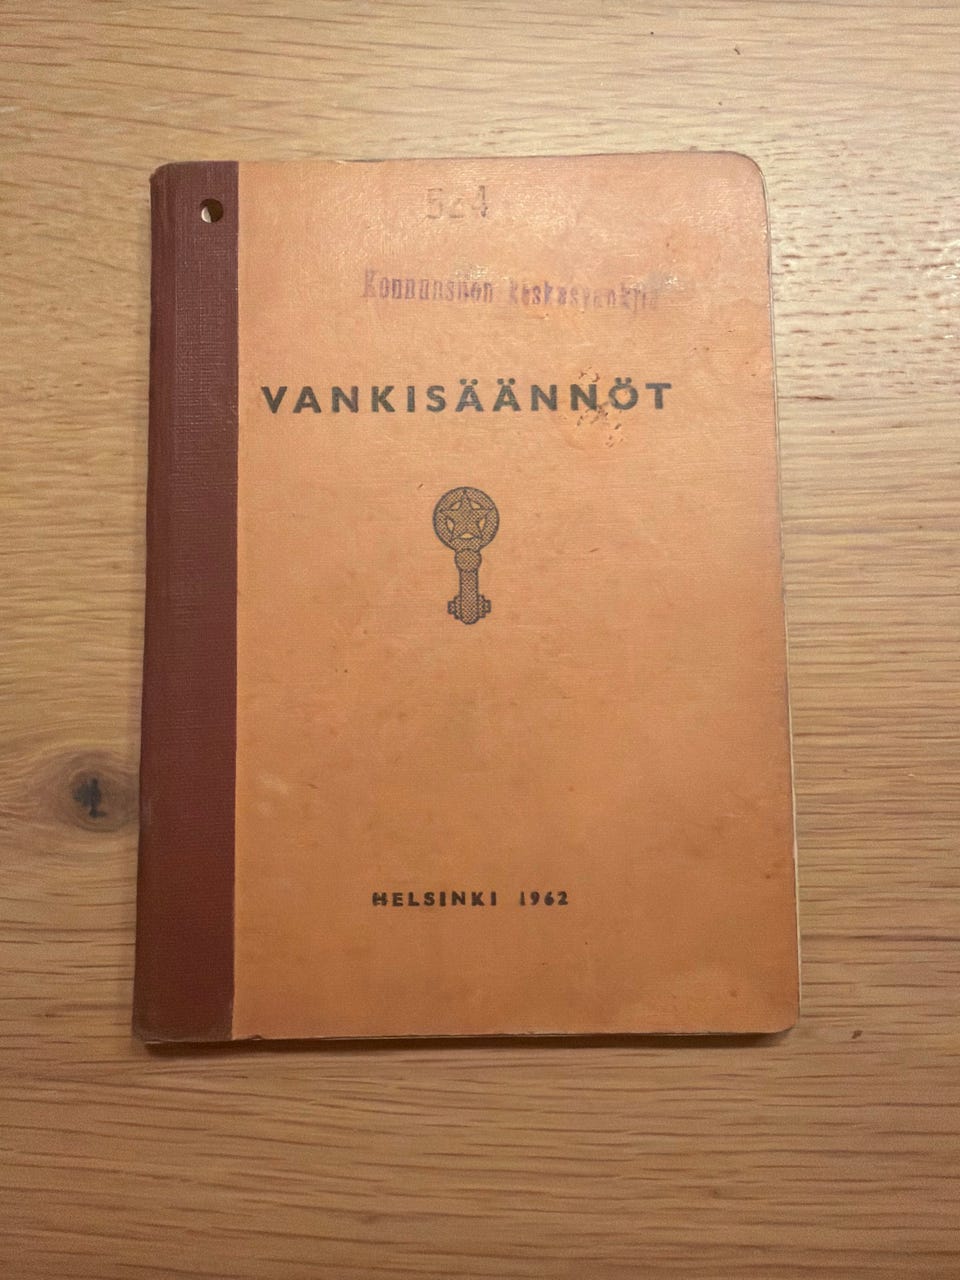 524
Konnunsuon keskusvankila
VANKISÄÄNNÖT
HELSINKI 1962